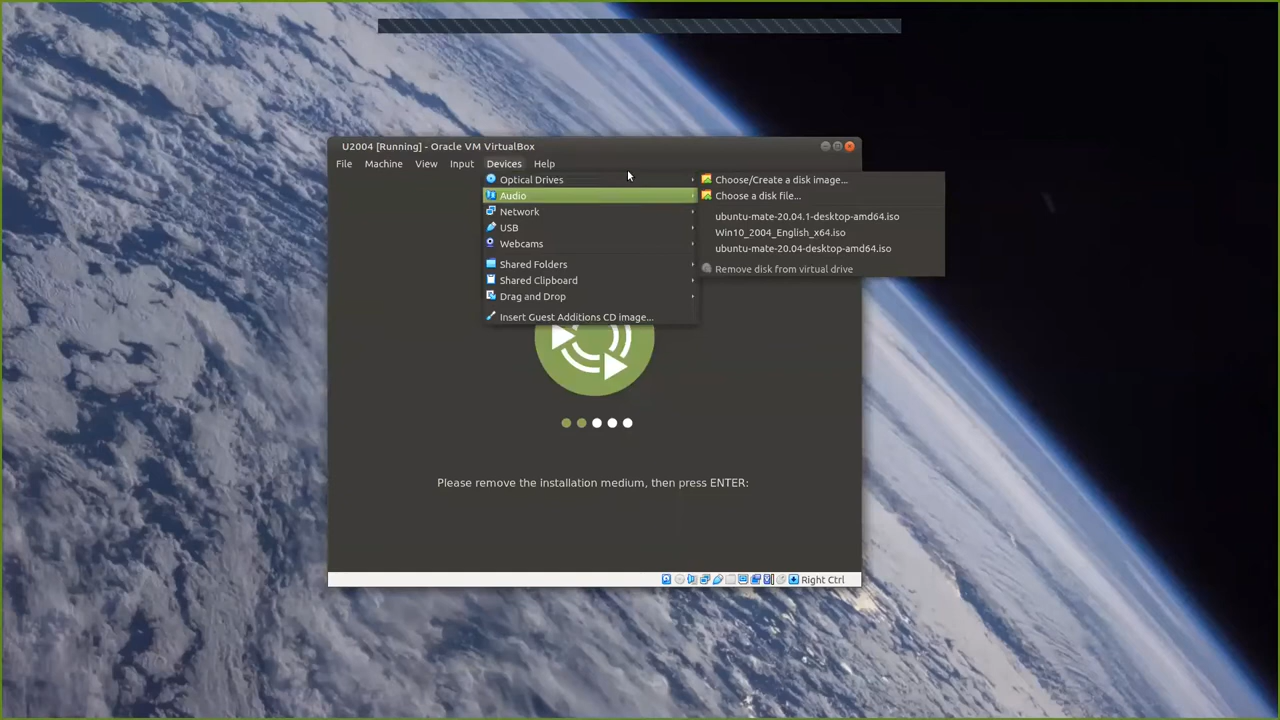 U2004 [Running] - Oracle VM VirtualBox
File Machine View Input Devices Help
Optical Drives
Audio
Network
USB
Webcams
Shared Folders
Shared Clipboard
Drag and Drop
Insert Guest Additions CD image...
Choose/Create a disk image...
Choose a disk file...
ubuntu-mate-20.04.1-desktop-amd64.iso
Win10_2004_English_x64.iso
ubuntu-mate-20.04-desktop-amd64.iso
Remove disk from virtual drive
Please remove the installation medium, then press ENTER:
Right Ctrl